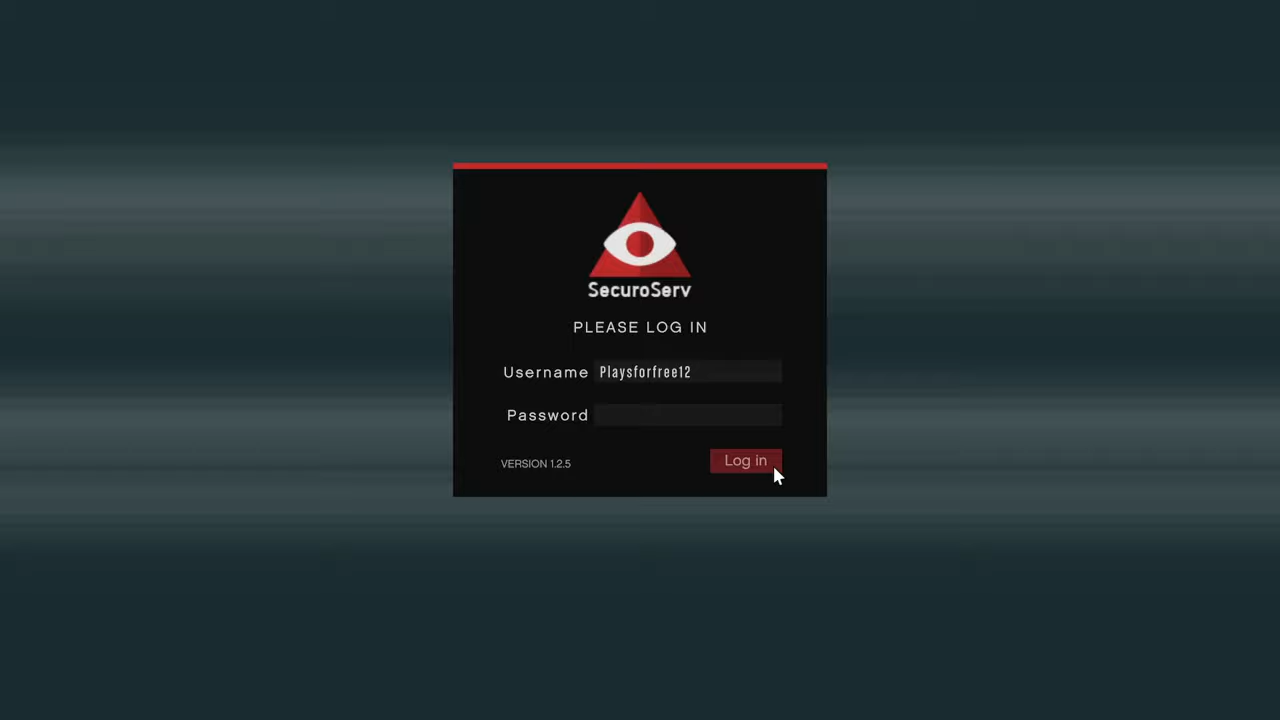 SecuroServ
PLEASE LOG IN
Username Playsforfree12
Password
VERSION 1.2.5 Log in